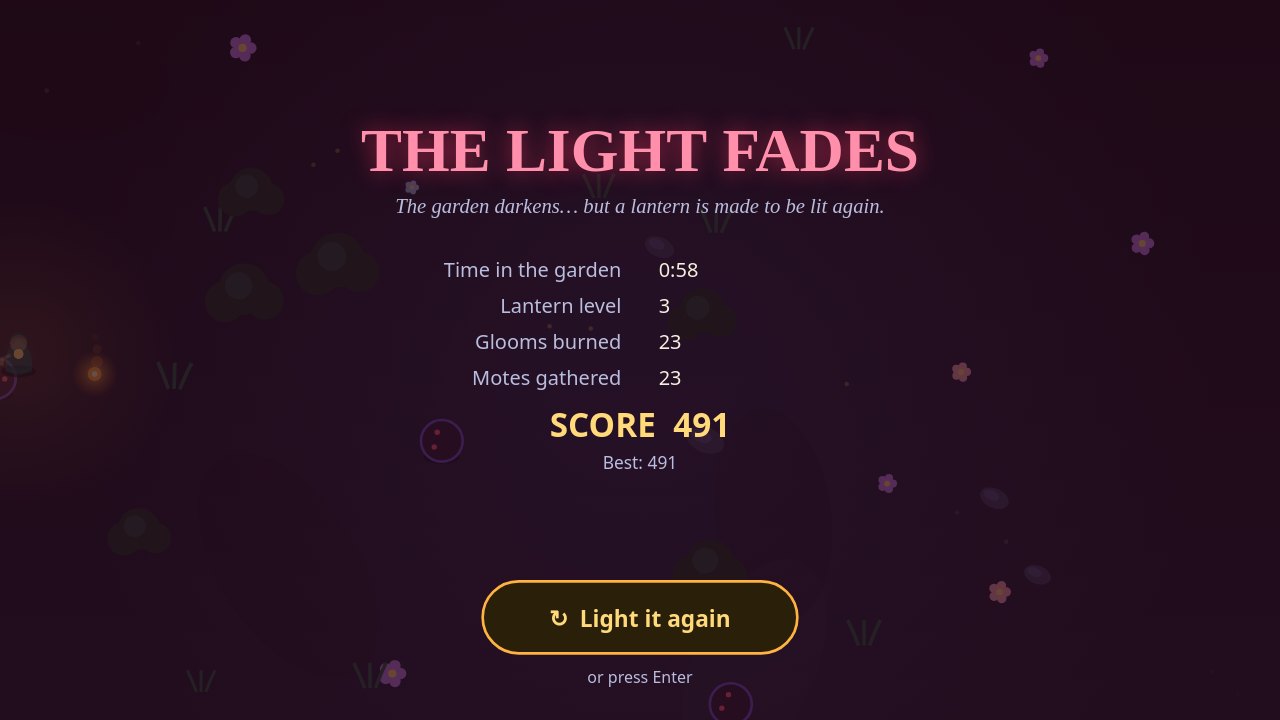 THE LIGHT FADES
The garden darkens… but a lantern is made to be lit again.
Time in the garden 0:58
Lantern level 3
Glooms burned 23
Motes gathered 23
SCORE 491
Best: 491
↻ Light it again
or press Enter